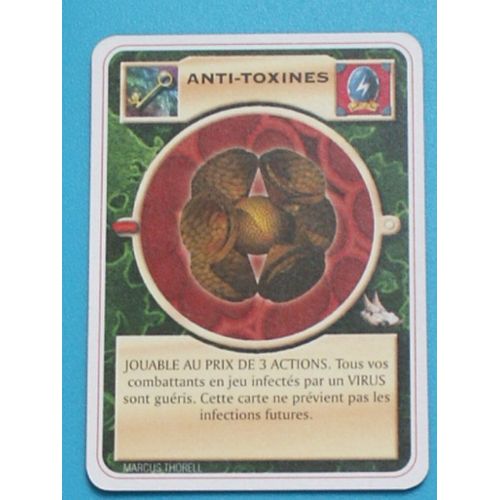 ANTI-TOXINES
JOUABLE AU PRIX DE 3 ACTIONS. Tous vos
combattants en jeu infectés par un VIRUS
sont guéris. Cette carte ne prévient pas les
infections futures.
MARCUS THORELL